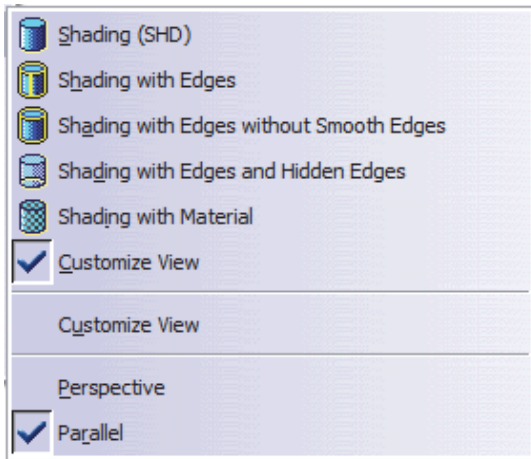 Shading (SHD)
Shading with Edges
Shading with Edges without Smooth Edges
Shading with Edges and Hidden Edges
Shading with Material
Customize View
Customize View
Perspective
Parallel